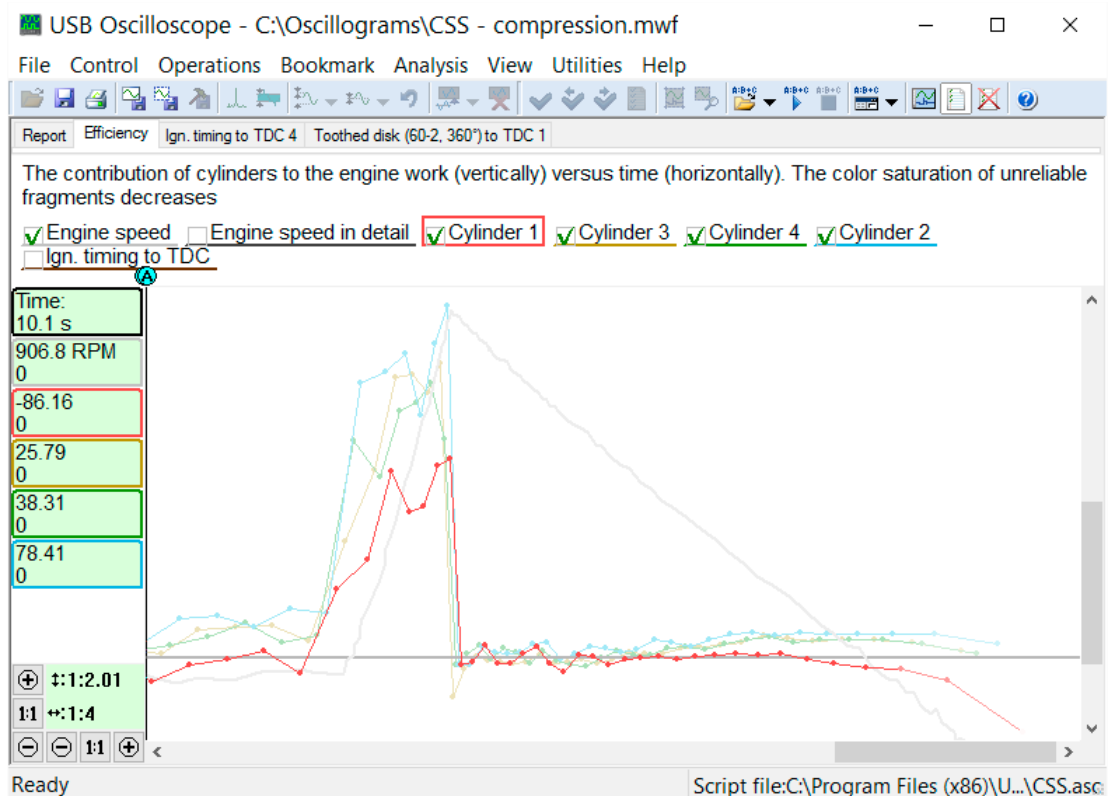 USB Oscilloscope - C:\Oscillograms\CSS - compression.mwf
File Control Operations Bookmark Analysis View Utilities Help
A:B+C A:B+C A:B+C A:B+C
Report Efficiency Ign. timing to TDC 4 Toothed disk (60-2, 360°) to TDC 1
The contribution of cylinders to the engine work (vertically) versus time (horizontally). The color saturation of unreliable
fragments decreases
Engine speed Engine speed in detail Cylinder 1 Cylinder 3 Cylinder 4 Cylinder 2
Ign. timing to TDC
A
Time:
10.1 s
906.8 RPM
0
-86.16
0
25.79
0
38.31
0
78.41
0
:1:2.01
1:1 :1:4
1:1
Ready Script file:C:\Program Files (x86)\U...\CSS.asc